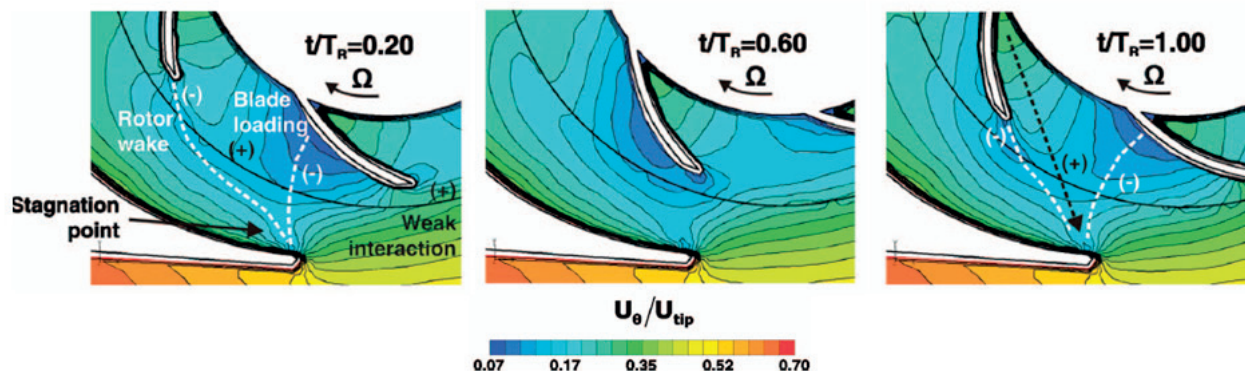 t/TR=0.20
Ω
(-)
Rotor
wake
Blade
loading
(+)
(-)
(+)
Stagnation
point
Weak
interaction
t/TR=0.60
Ω
t/TR=1.00
Ω
(-)
(+)
(-)
Uθ/Utip
0.07 0.17 0.35 0.52 0.70